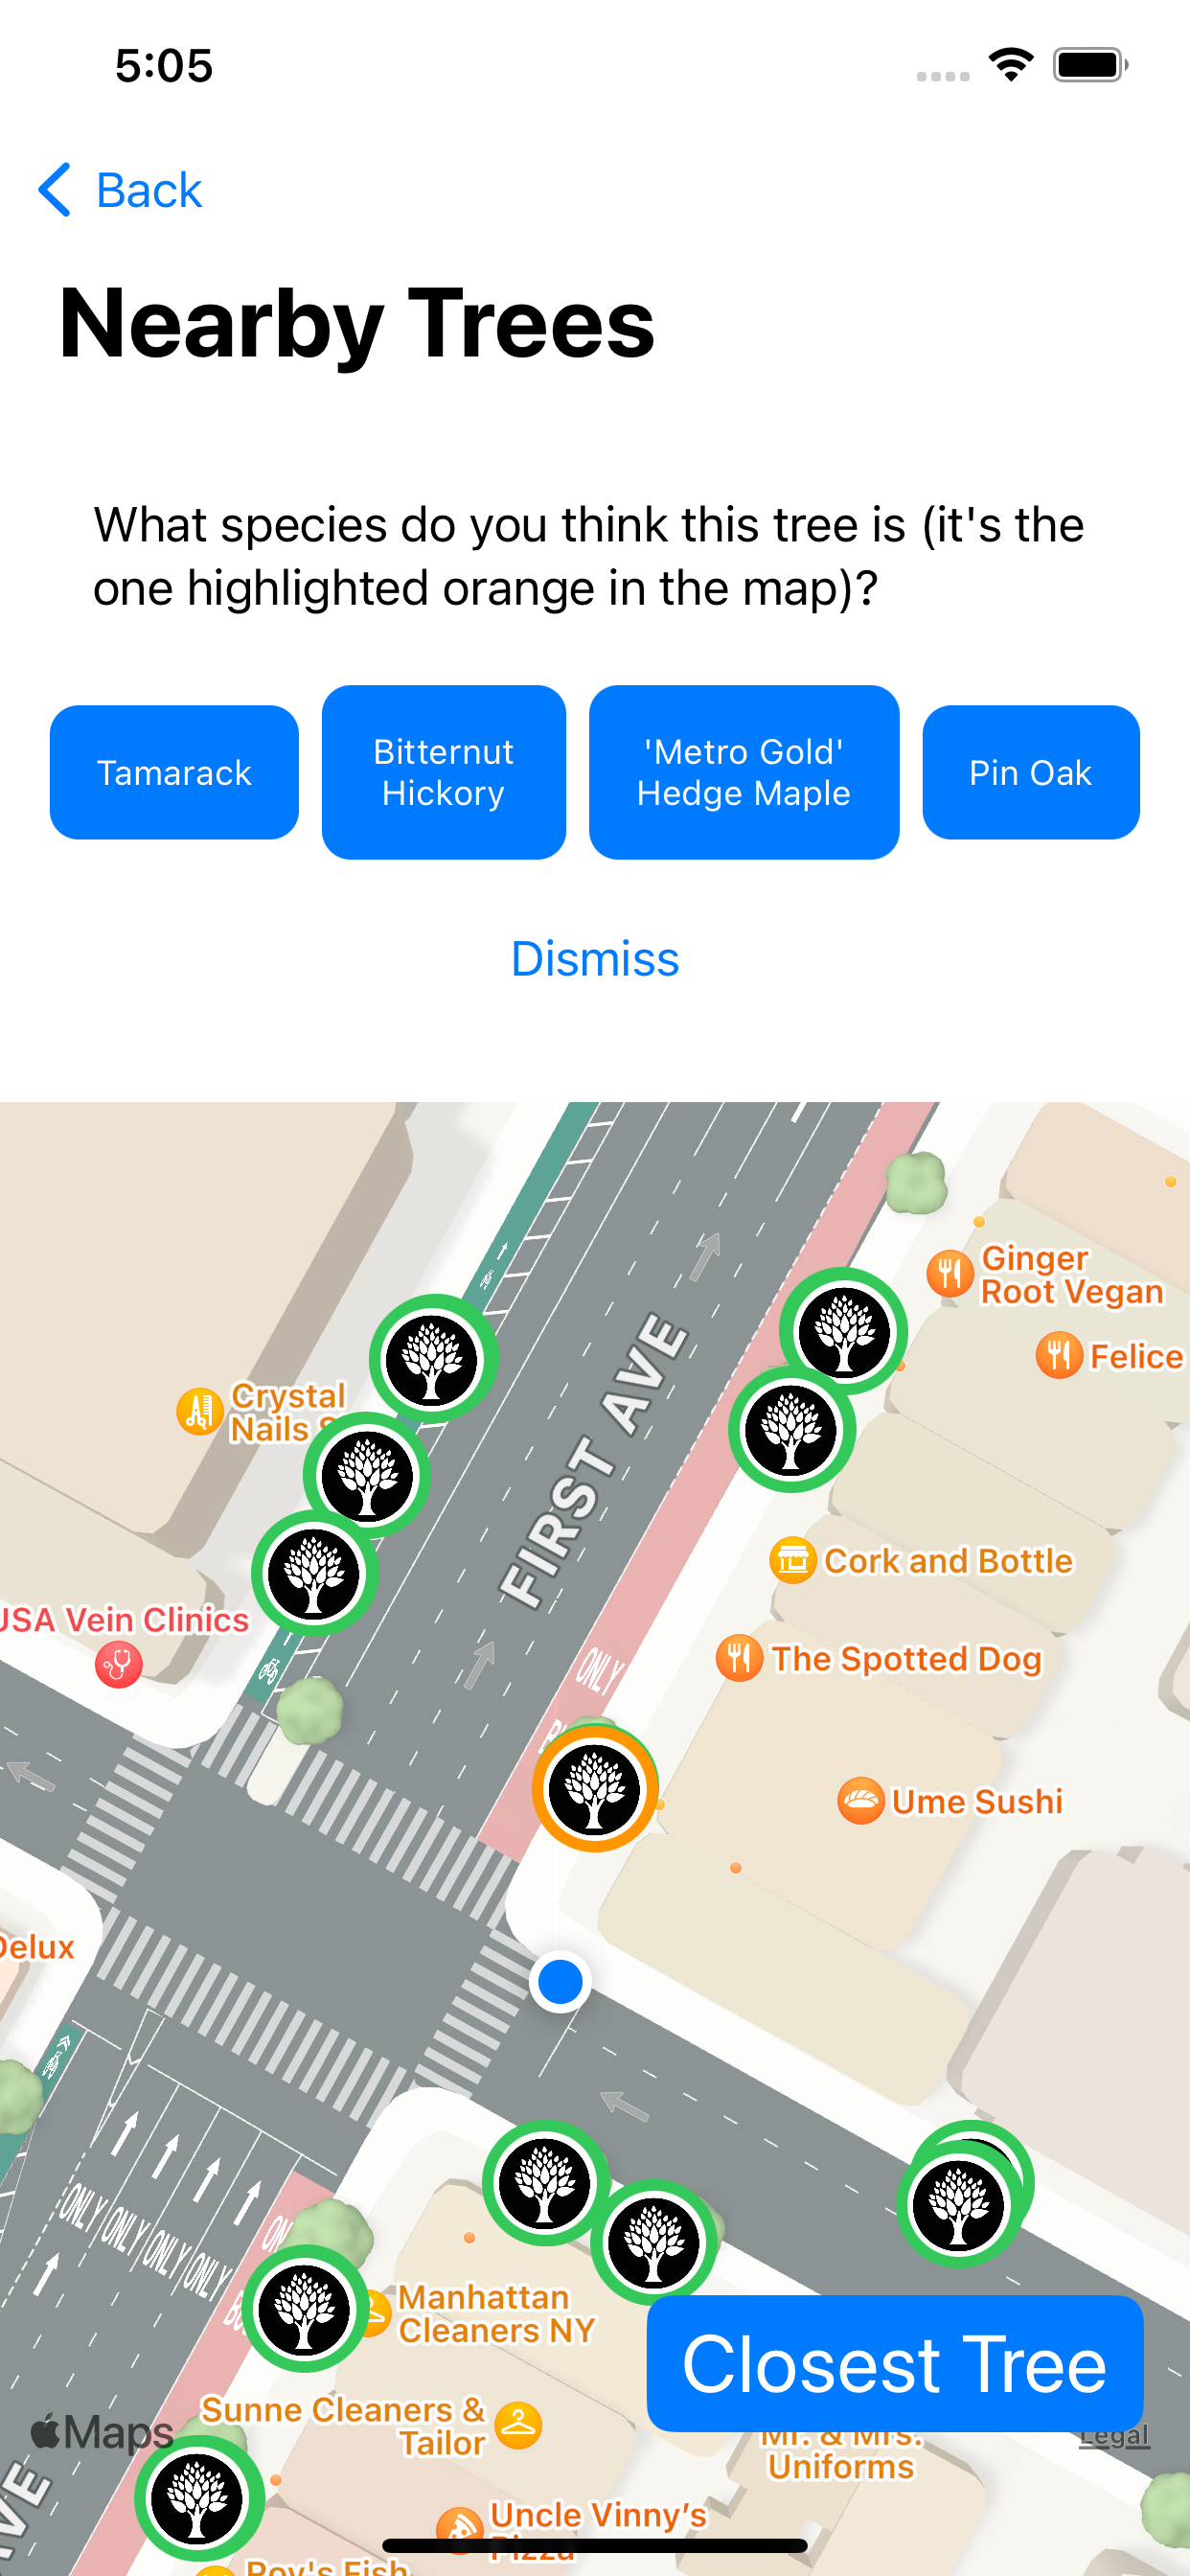 5:05
Back
Nearby Trees
What species do you think this tree is (it's the
one highlighted orange in the map)?
Tamarack
Bitternut
Hickory
'Metro Gold'
Hedge Maple
Pin Oak
Dismiss
Ginger
Root Vegan
Felice
Crystal
Nails
FIRST AVE
Cork and Bottle
USA Vein Clinics
ONLY
The Spotted Dog
Ume Sushi
Delux
ONLY ONLY ONLY ONLY
Manhattan
Cleaners NY
Closest Tree
Sunne Cleaners &
Tailor
Maps
Legal
Mr. & Mrs.
Uniforms
AVE
Uncle Vinny's
Pizza
Roy's Fish